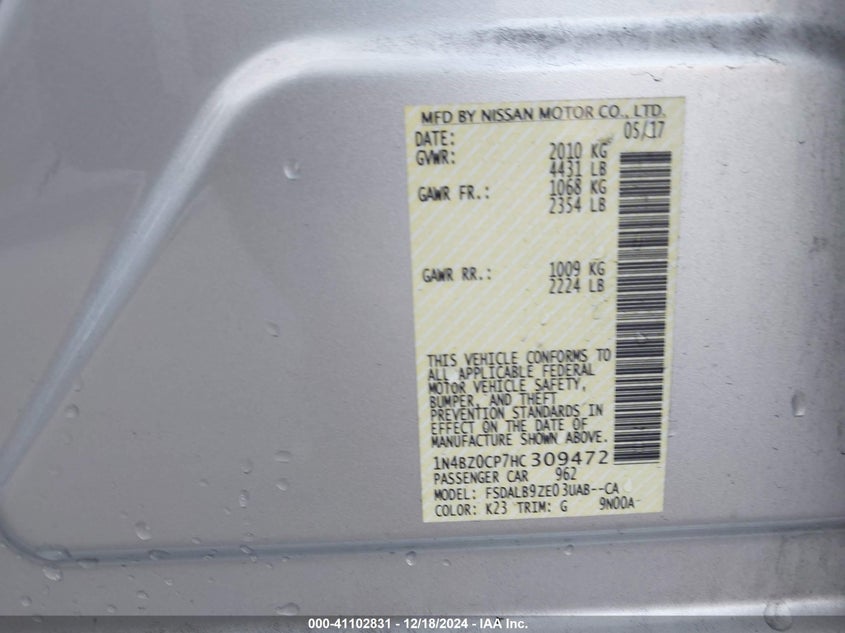 MFD BY NISSAN MOTOR CO., LTD.
DATE: 05/17
GVWR: 2010 KG
4431 LB
GAWR FR.: 1068 KG
2354 LB
GAWR RR.: 1009 KG
2224 LB
THIS VEHICLE CONFORMS TO
ALL APPLICABLE FEDERAL
MOTOR VEHICLE SAFETY,
BUMPER, AND THEFT
PREVENTION STANDARDS IN
EFFECT ON THE DATE OF
MANUFACTURE SHOWN ABOVE.
1N4BZ0CP7HC309472
PASSENGER CAR 962
MODEL: FSDALB9ZE03UAB--CA
COLOR: K23 TRIM: G 9N00A
000-41102831 - 12/18/2024 - IAA Inc.